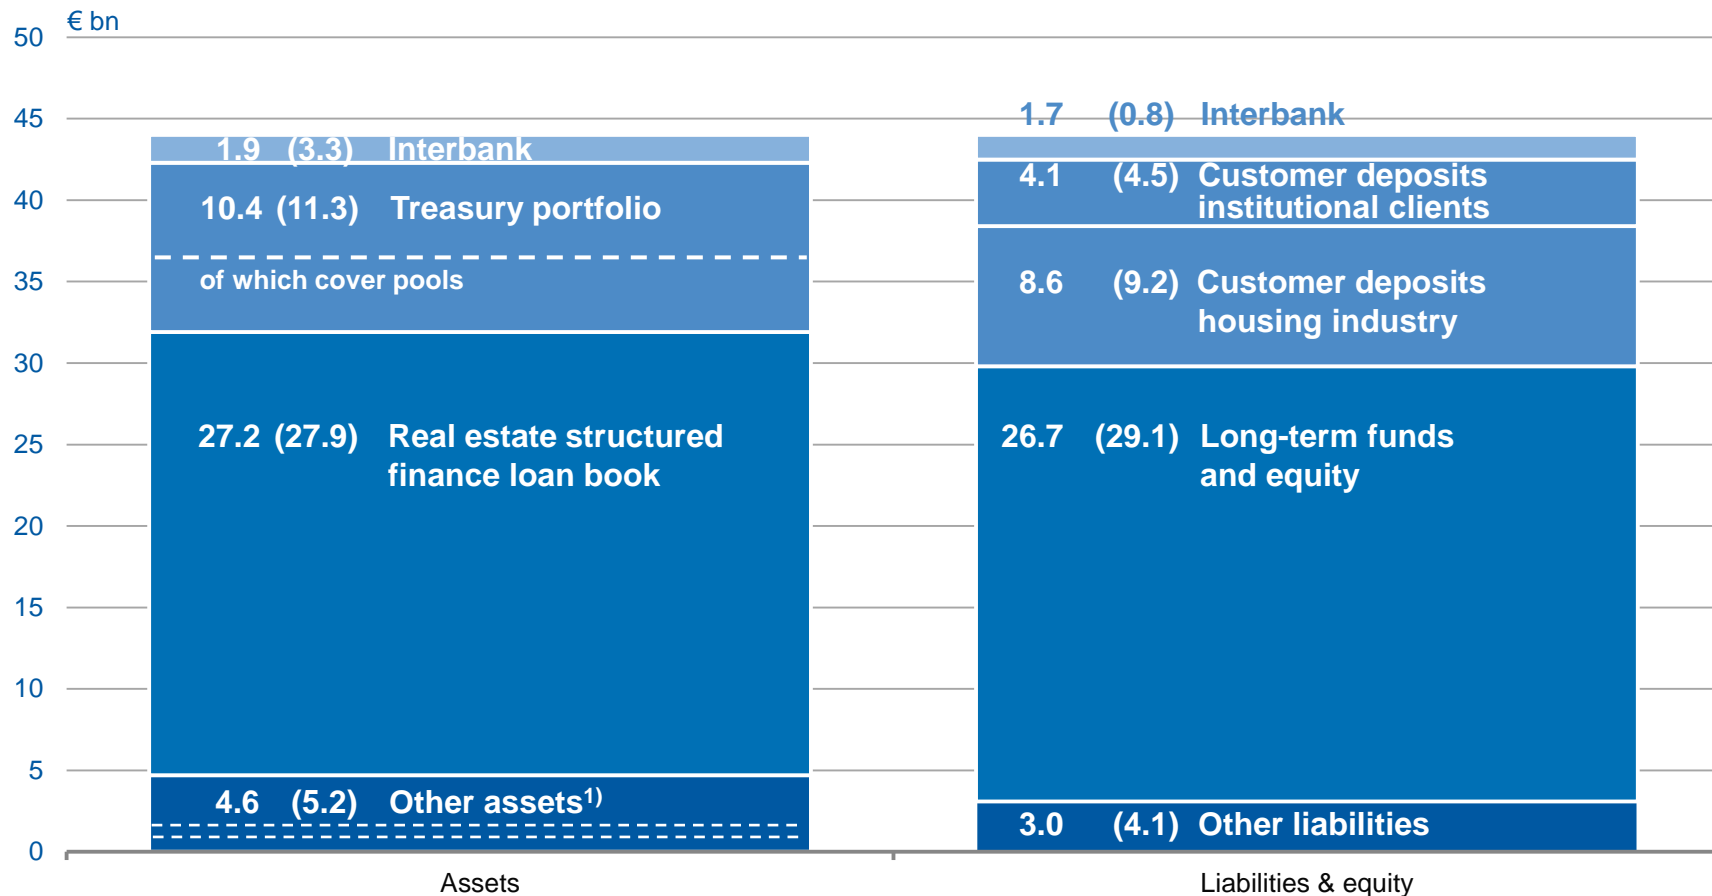 € bn
50
45
40
35
30
25
20
15
10
5
0
1.9 (3.3) Interbank
10.4 (11.3) Treasury portfolio
of which cover pools
27.2 (27.9) Real estate structured
finance loan book
4.6 (5.2) Other assets1)
Assets
1.7 (0.8) Interbank
4.1 (4.5) Customer deposits
institutional clients
8.6 (9.2) Customer deposits
housing industry
26.7 (29.1) Long-term funds
and equity
3.0 (4.1) Other liabilities
Liabilities & equity